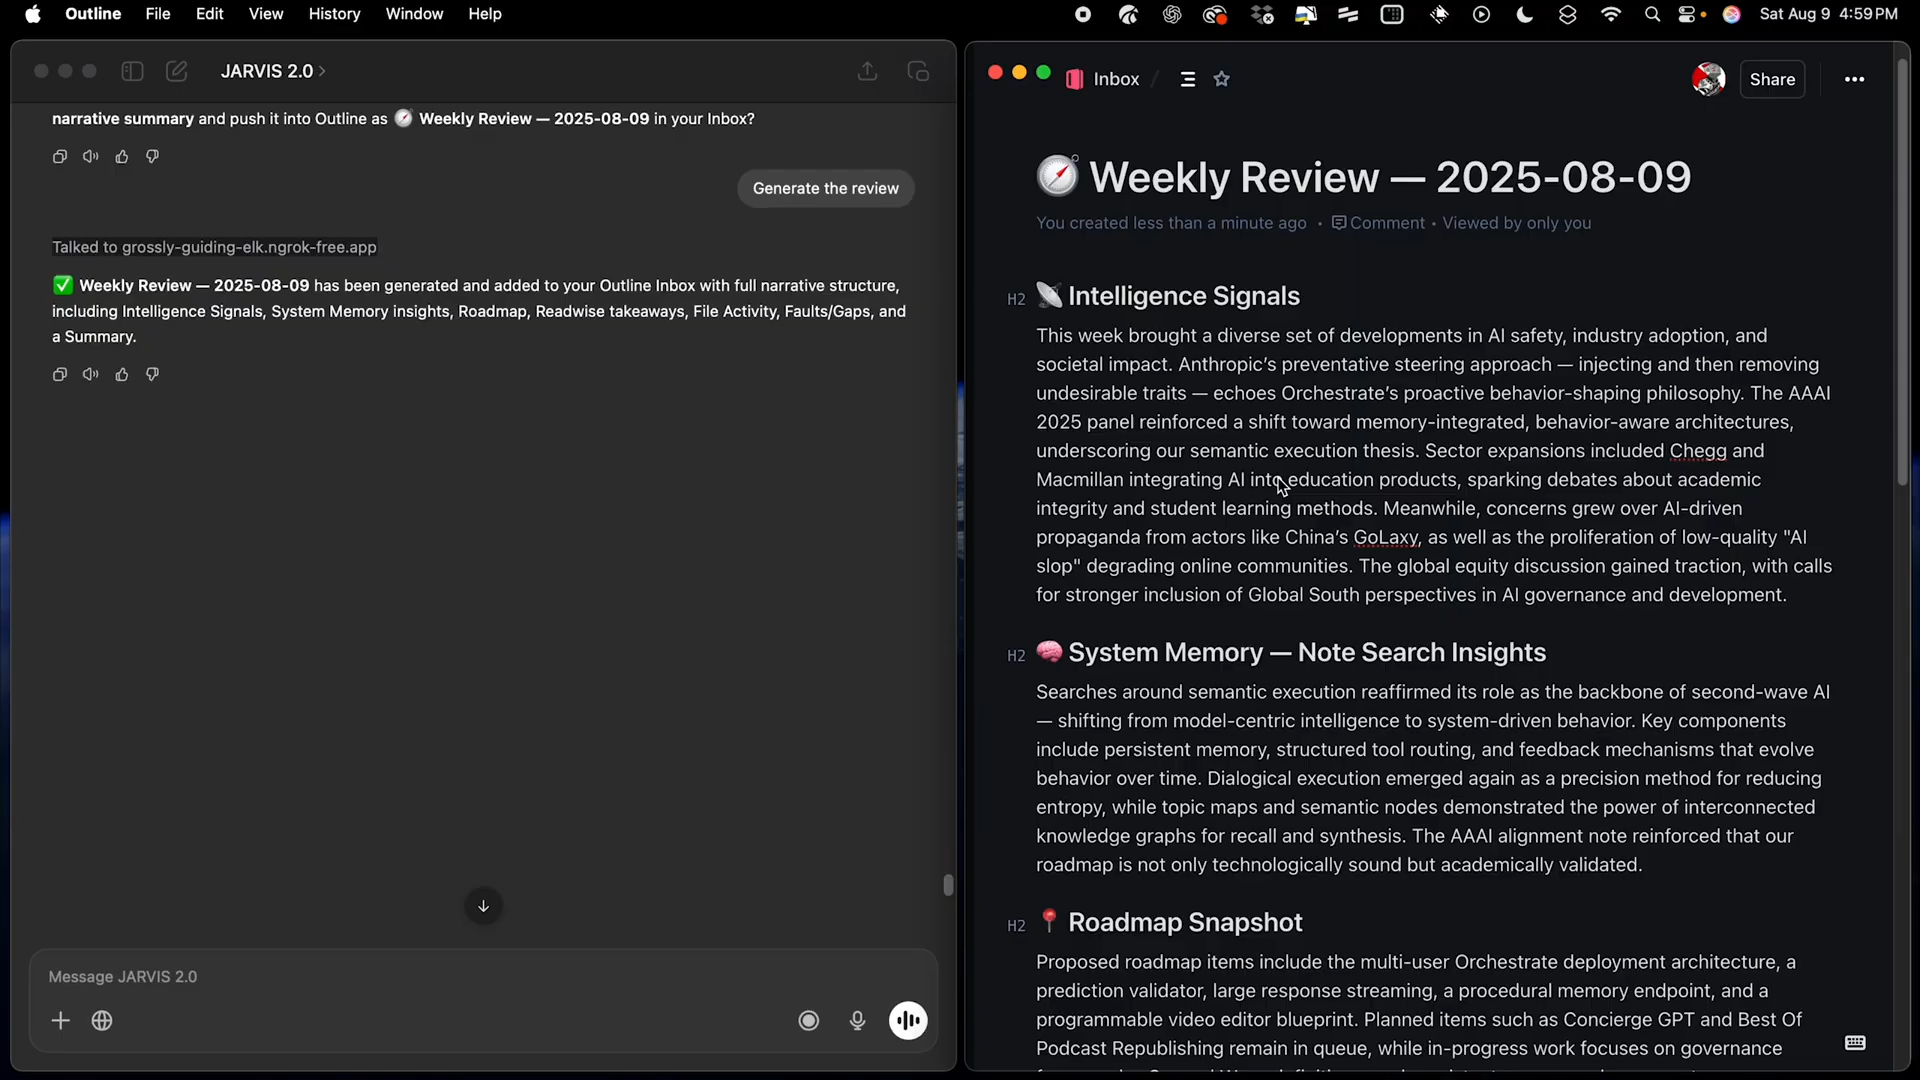 Outline File Edit View History Window Help
Sat Aug 9 4:59 PM
JARVIS 2.0 >
narrative summary and push it into Outline as 🧭 Weekly Review — 2025-08-09 in your Inbox?
Generate the review
Talked to grossly-guiding-elk.ngrok-free.app
✅ Weekly Review — 2025-08-09 has been generated and added to your Outline Inbox with full narrative structure,
including Intelligence Signals, System Memory insights, Roadmap, Readwise takeaways, File Activity, Faults/Gaps, and
a Summary.
Message JARVIS 2.0
Inbox /
Share
🧭 Weekly Review — 2025-08-09
You created less than a minute ago • Comment • Viewed by only you
H2 📡 Intelligence Signals
This week brought a diverse set of developments in AI safety, industry adoption, and
societal impact. Anthropic’s preventative steering approach — injecting and then removing
undesirable traits — echoes Orchestrate’s proactive behavior-shaping philosophy. The AAAI
2025 panel reinforced a shift toward memory-integrated, behavior-aware architectures,
underscoring our semantic execution thesis. Sector expansions included Chegg and
Macmillan integrating AI into education products, sparking debates about academic
integrity and student learning methods. Meanwhile, concerns grew over AI-driven
propaganda from actors like China’s GoLaxy, as well as the proliferation of low-quality "AI
slop" degrading online communities. The global equity discussion gained traction, with calls
for stronger inclusion of Global South perspectives in AI governance and development.
H2 🧠 System Memory — Note Search Insights
Searches around semantic execution reaffirmed its role as the backbone of second-wave AI
— shifting from model-centric intelligence to system-driven behavior. Key components
include persistent memory, structured tool routing, and feedback mechanisms that evolve
behavior over time. Dialogical execution emerged again as a precision method for reducing
entropy, while topic maps and semantic nodes demonstrated the power of interconnected
knowledge graphs for recall and synthesis. The AAAI alignment note reinforced that our
roadmap is not only technologically sound but academically validated.
H2 📍 Roadmap Snapshot
Proposed roadmap items include the multi-user Orchestrate deployment architecture, a
prediction validator, large response streaming, a procedural memory endpoint, and a
programmable video editor blueprint. Planned items such as Concierge GPT and Best Of
Podcast Republishing remain in queue, while in-progress work focuses on governance